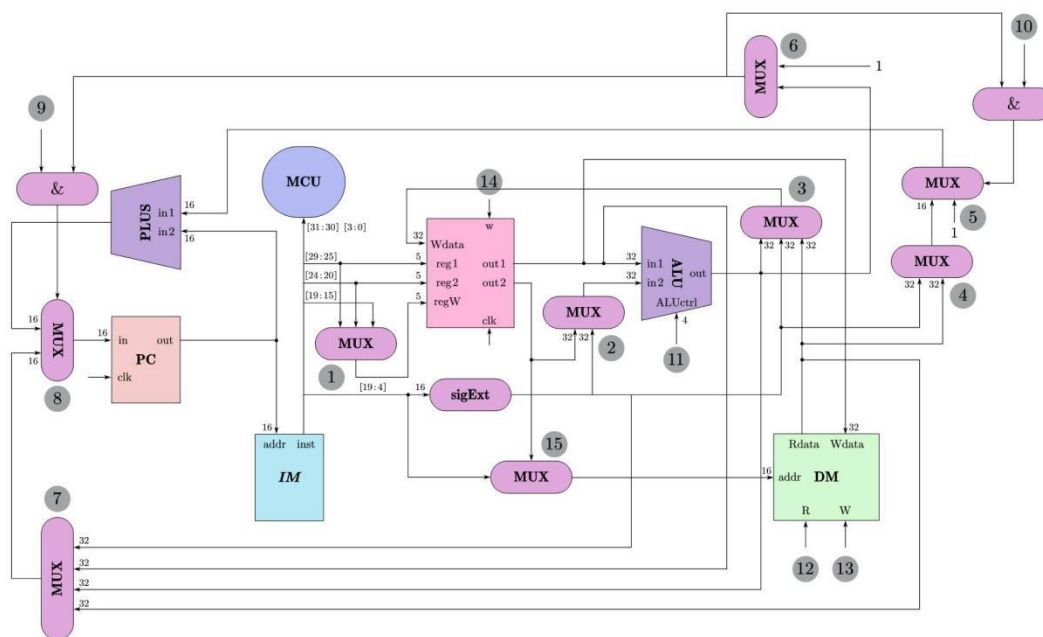 10
6
MUX
1
9
&
&
MCU
14
3
MUX
5
1
16
PLUS
in1
in2
16
16
[31:30] [3:0]
w
Wdata
32
reg1
5
reg2
5
regW
5
out1
out2
clk
[29:25]
[24:20]
[19:15]
MUX
1
ALU
in1
in2
out
ALUctrl
32
32
4
11
MUX
32
32
2
MUX
32
32
32
MUX
32
32
4
MUX
16
16
8
16
in
out
PC
clk
[19:4]
16
sigExt
16
addr
inst
IM
15
MUX
16
32
Rdata
Wdata
addr
DM
R
W
12
13
7
MUX
32
32
32
32